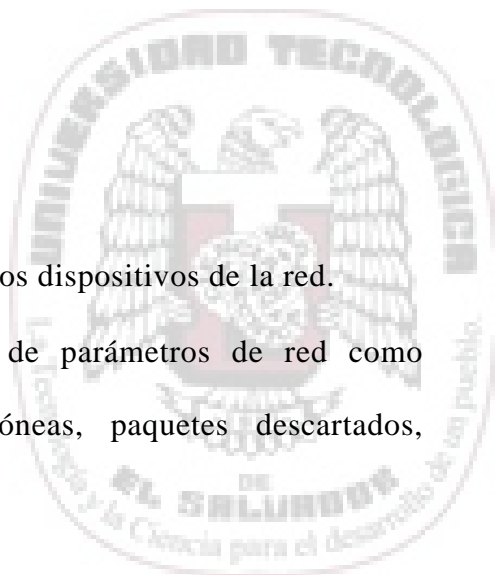 UNIVERSIDAD TECNOLOGICA
os dispositivos de la red.
de parámetros de red como
óneas, paquetes descartados,
DE
EL SALVADOR
La Tecnología y la Ciencia para el desarrollo de un pueblo.